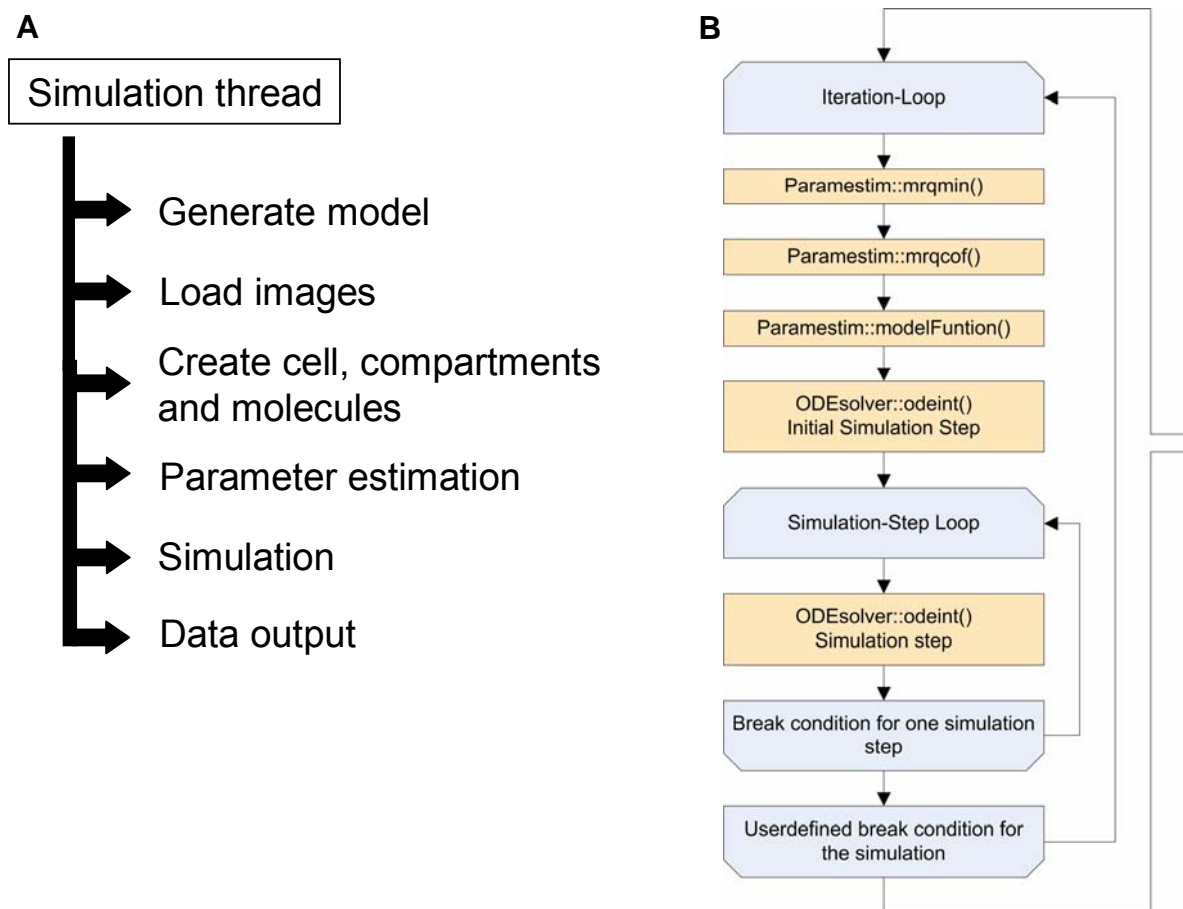 A
Simulation thread
Generate model
Load images
Create cell, compartments
and molecules
Parameter estimation
Simulation
Data output
B
Iteration-Loop
Paramestim::mrqmin()
Paramestim::mrqcof()
Paramestim::modelFuntion()
ODEsolver::odeint()
Initial Simulation Step
Simulation-Step Loop
ODEsolver::odeint()
Simulation step
Break condition for one simulation
step
Userdefined break condition for
the simulation